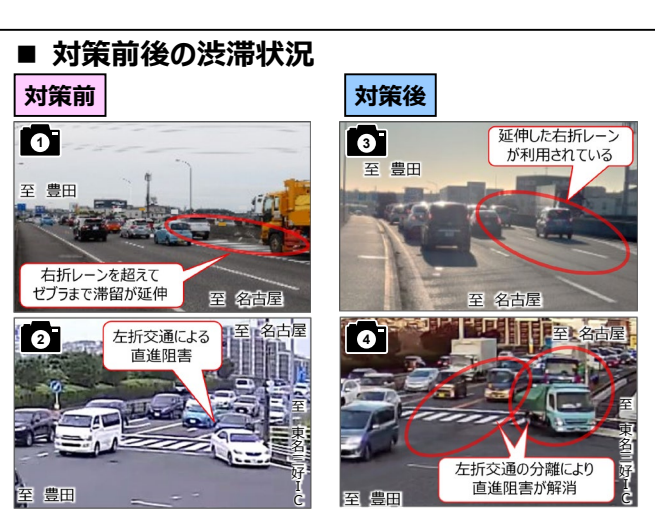 ■ 対策前後の渋滞状況
対策前
対策後
1
至 豊田
右折レーンを超えて
ゼブラまで滞留が延伸
至 名古屋
3
至 豊田
延伸した右折レーン
が利用されている
至 名古屋
2
左折交通による
直進阻害
至 名古屋
至 東名三好IC
至 豊田
4
至 名古屋
至 東名三好IC
左折交通の分離により
直進阻害が解消
至 豊田